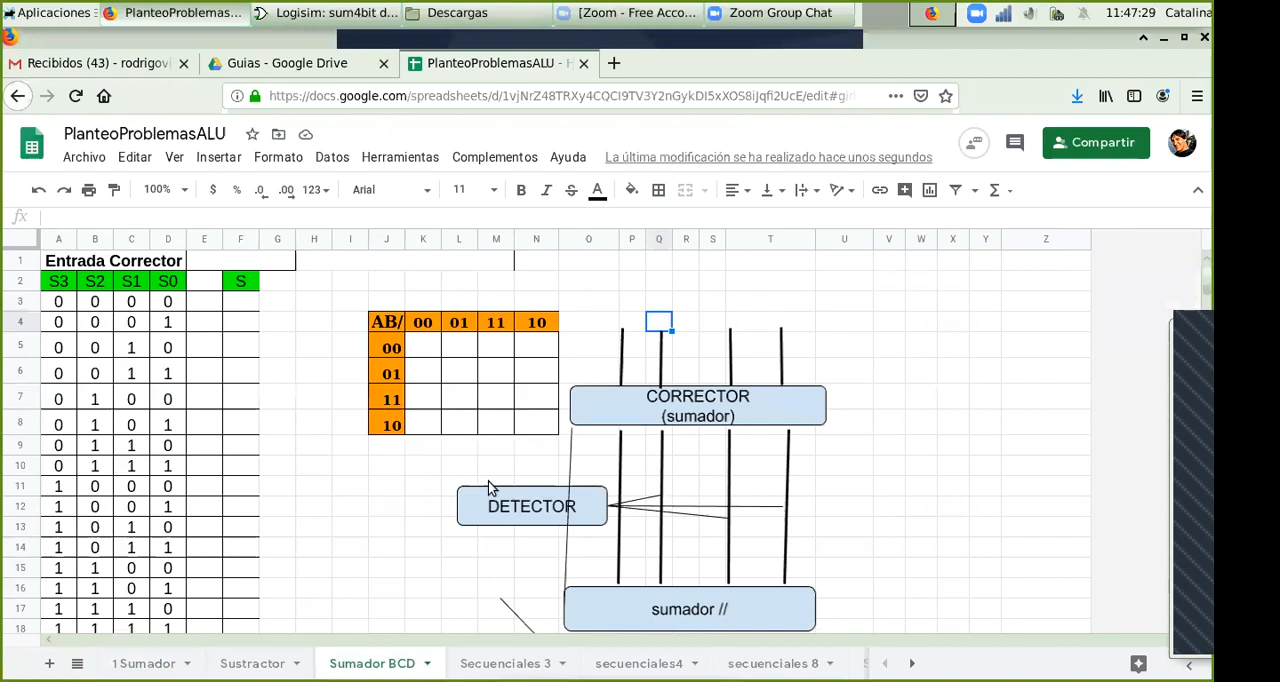 Aplicaciones
PlanteoProblemas...
Logisim: sum4bit d...
Descargas
[Zoom - Free Acco...
Zoom Group Chat
11:47:29
Catalina
Recibidos (43) - rodrigovi
Guias - Google Drive
PlanteoProblemasALU - H
https://docs.google.com/spreadsheets/d/1vjNrZ48TRXy4CQCI9TV3Y2nGykDI5xXOS8iJqfi2UcE/edit#gi
PlanteoProblemasALU
Archivo Editar Ver Insertar Formato Datos Herramientas Complementos Ayuda La última modificación se ha realizado hace unos segundos
Compartir
100% $ % .0 .00 123 Arial 11 B I S A
fx
A B C D E F G H I J K L M N O P Q R S T U V W X Y Z
1 Entrada Corrector
2 S3 S2 S1 S0 S
3 0 0 0 0
4 0 0 0 1 AB/ 00 01 11 10
5 0 0 1 0 00
6 0 0 1 1 01
7 0 1 0 0 11 CORRECTOR
(sumador)
8 0 1 0 1 10
9 0 1 1 0
10 0 1 1 1
11 1 0 0 0
12 1 0 0 1 DETECTOR
13 1 0 1 0
14 1 0 1 1
15 1 1 0 0
16 1 1 0 1
17 1 1 1 0 sumador //
18 1 1 1 1
1 Sumador Sustractor Sumador BCD Secuenciales 3 secuenciales4 secuenciales 8